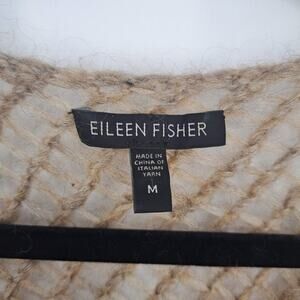 EILEEN FISHER
MADE IN
CHINA OF
ITALIAN
YARN
M